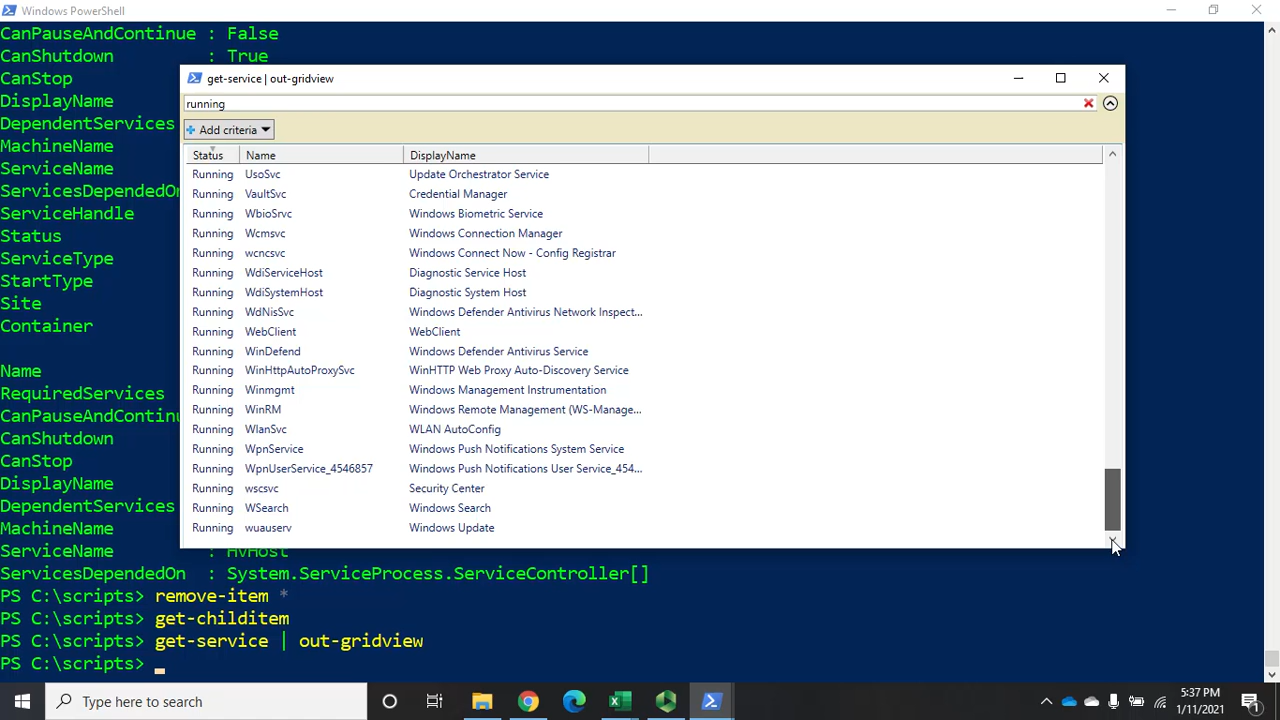 Windows PowerShell
CanPauseAndContinue : False
CanShutdown : True
CanStop
DisplayName
DependentServices
MachineName
ServiceName
ServicesDependedOn
ServiceHandle
Status
ServiceType
StartType
Site
Container
Name
RequiredServices
CanPauseAndContinu
CanShutdown
CanStop
DisplayName
DependentServices
MachineName
ServiceName : HvHost
ServicesDependedOn : System.ServiceProcess.ServiceController[]
PS C:\scripts> remove-item *
PS C:\scripts> get-childitem
PS C:\scripts> get-service | out-gridview
PS C:\scripts>
get-service | out-gridview
running
Add criteria
Status Name DisplayName
Running UsoSvc Update Orchestrator Service
Running VaultSvc Credential Manager
Running WbioSrvc Windows Biometric Service
Running Wcmsvc Windows Connection Manager
Running wcncsvc Windows Connect Now - Config Registrar
Running WdiServiceHost Diagnostic Service Host
Running WdiSystemHost Diagnostic System Host
Running WdNisSvc Windows Defender Antivirus Network Inspect...
Running WebClient WebClient
Running WinDefend Windows Defender Antivirus Service
Running WinHttpAutoProxySvc WinHTTP Web Proxy Auto-Discovery Service
Running Winmgmt Windows Management Instrumentation
Running WinRM Windows Remote Management (WS-Manage...
Running WlanSvc WLAN AutoConfig
Running WpnService Windows Push Notifications System Service
Running WpnUserService_4546857 Windows Push Notifications User Service_454...
Running wscsvc Security Center
Running WSearch Windows Search
Running wuauserv Windows Update
Type here to search
5:37 PM
1/11/2021
1